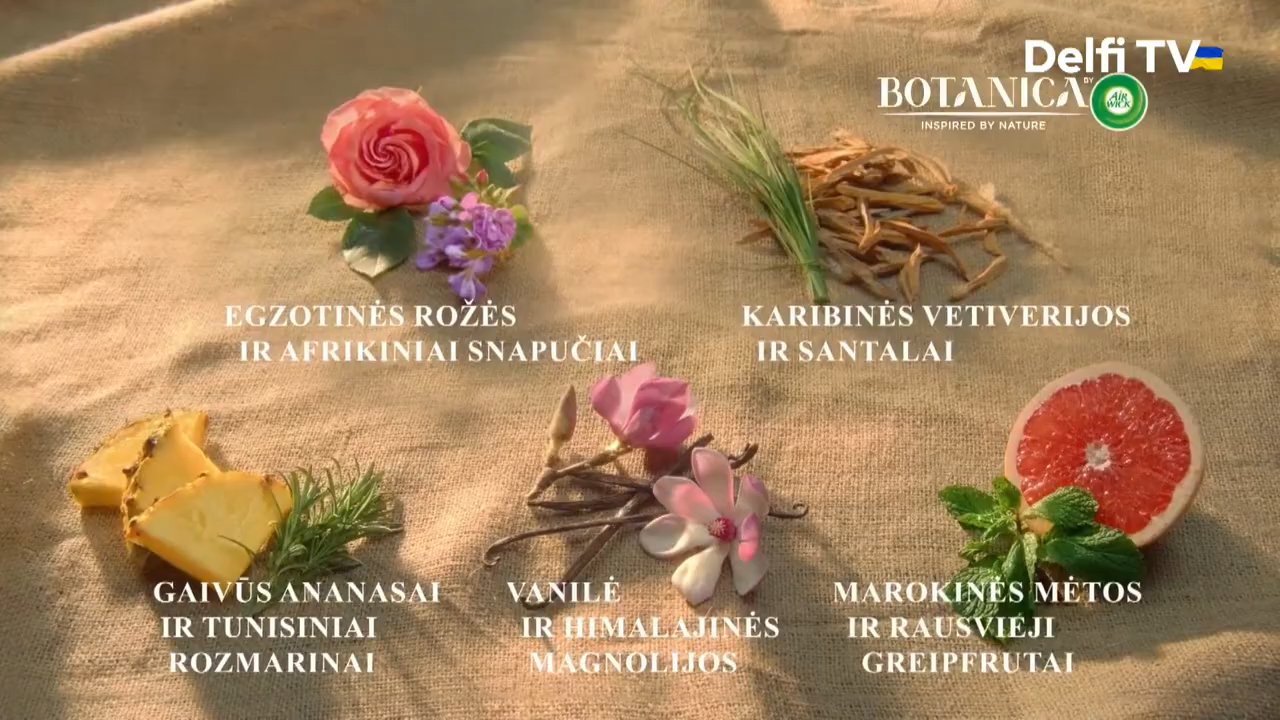 Delfi TV
BOTANICA BY
AIR WICK
INSPIRED BY NATURE
EGZOTINĖS ROŽĖS
IR AFRIKINIAI SNAPUČIAI
KARIBINĖS VETIVERIJOS
IR SANTALAI
GAIVŪS ANANASAI
IR TUNISINIAI
ROZMARINAI
VANILĖ
IR HIMALAJINĖS
MAGNOLIJOS
MAROKINĖS MĖTOS
IR RAUSVIEJI
GREIPFRUTAI